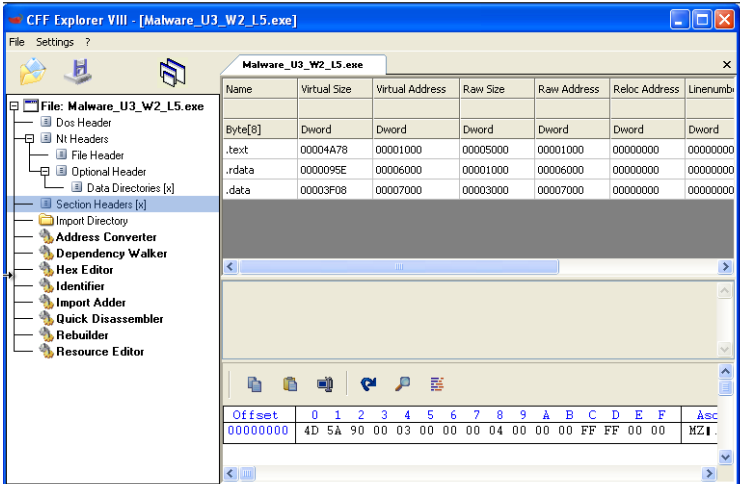 CFF Explorer VIII - [Malware_U3_W2_L5.exe]
File Settings ?
Malware_U3_W2_L5.exe
File: Malware_U3_W2_L5.exe
Dos Header
Nt Headers
File Header
Optional Header
Data Directories [x]
Section Headers [x]
Import Directory
Address Converter
Dependency Walker
Hex Editor
Identifier
Import Adder
Quick Disassembler
Rebuilder
Resource Editor
Name Virtual Size Virtual Address Raw Size Raw Address Reloc Address Linenumb
Byte[8] Dword Dword Dword Dword Dword Dword
.text 00004A78 00001000 00005000 00001000 00000000 00000000
.rdata 0000095E 00006000 00001000 00006000 00000000 00000000
.data 00003F08 00007000 00003000 00007000 00000000 00000000
Offset 0 1 2 3 4 5 6 7 8 9 A B C D E F Asc
00000000 4D 5A 90 00 03 00 00 00 04 00 00 00 FF FF 00 00 MZ